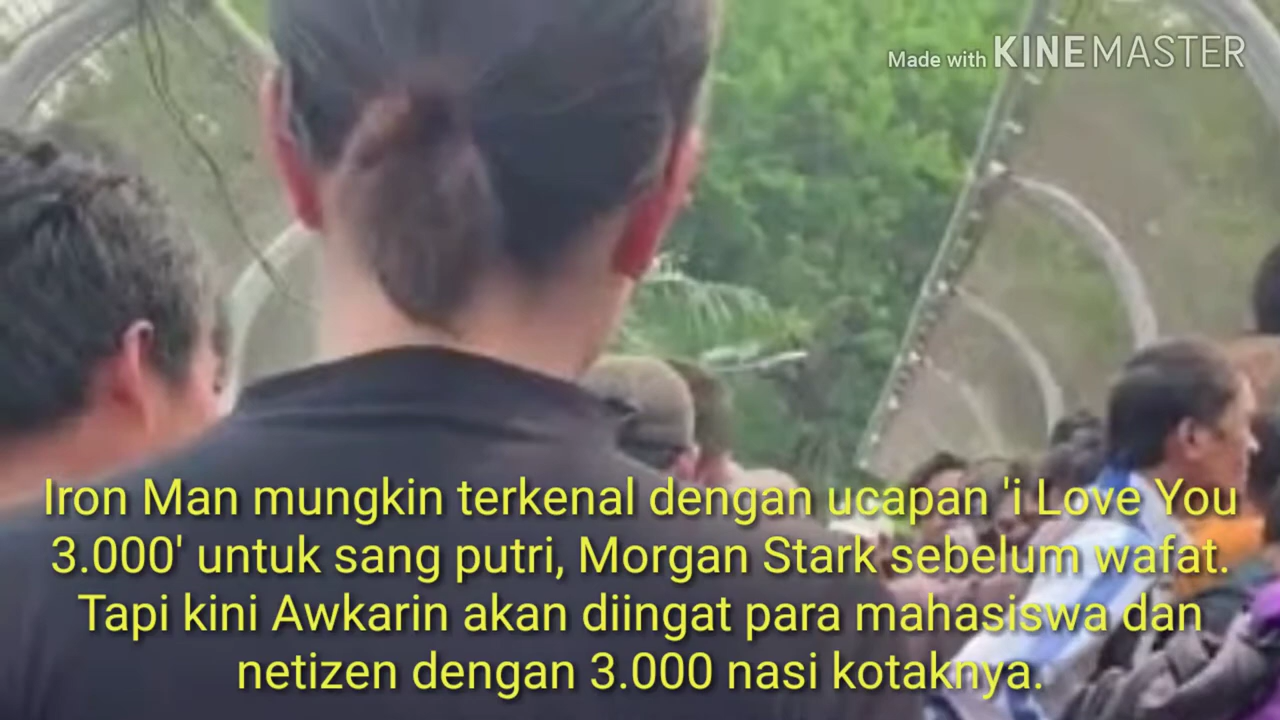 Made with KINEMASTER
Iron Man mungkin terkenal dengan ucapan 'i Love You
3.000' untuk sang putri, Morgan Stark sebelum wafat.
Tapi kini Awkarin akan diingat para mahasiswa dan
netizen dengan 3.000 nasi kotaknya.